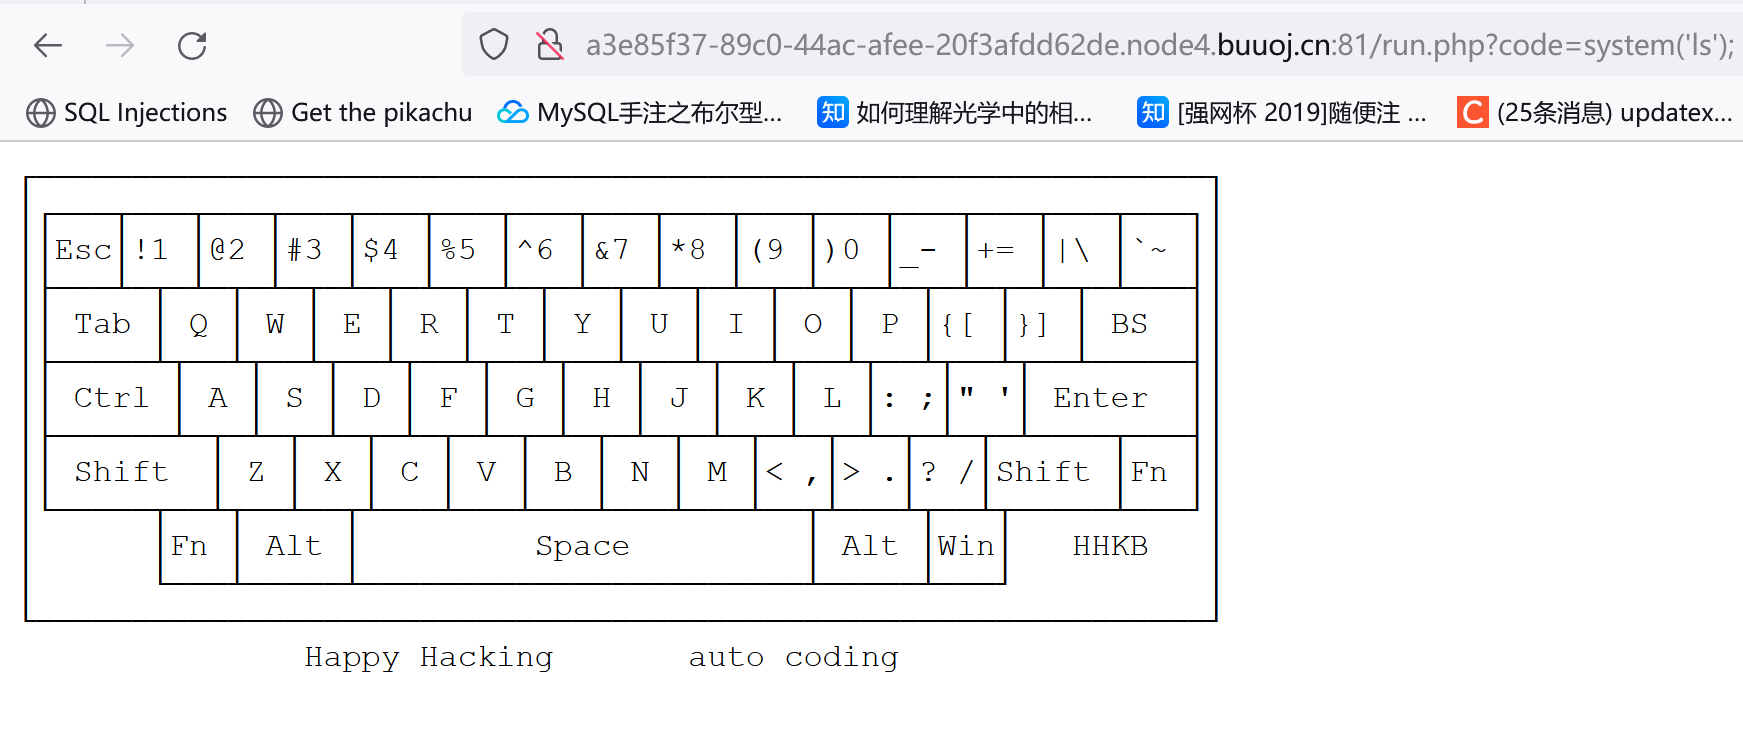 a3e85f37-89c0-44ac-afee-20f3afdd62de.node4.buuoj.cn:81/run.php?code=system('ls');
SQL Injections Get the pikachu MySQL手注之布尔型... 知 如何理解光学中的相... 知 [强网杯 2019]随便注 ... C (25条消息) updatex...
Esc !1 @2 #3 $4 %5 ^6 &7 *8 (9 )0 _- += |\ `~
Tab Q W E R T Y U I O P {[ }] BS
Ctrl A S D F G H J K L : ; " ' Enter
Shift Z X C V B N M < , > . ? / Shift Fn
Fn Alt Space Alt Win HHKB
Happy Hacking auto coding